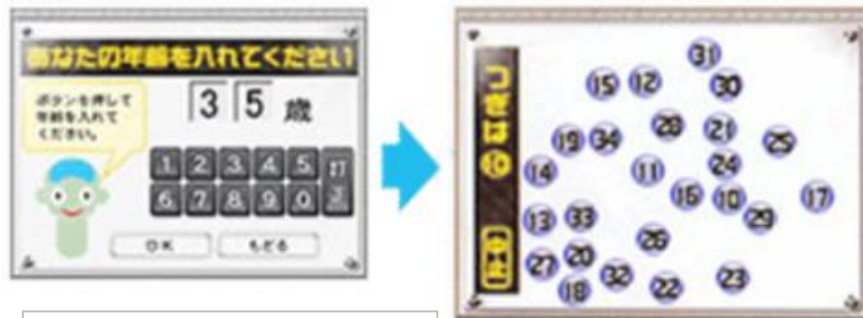 あなたの年齢を入れてください
3 5 歳
ボタンを押して
年齢を入れて
ください。
1 2 3 4 5 訂正
6 7 8 9 0
OK もどる
31
15 12 30
28 21
19 34 25
24
14 11
16 10 17
13 33 29
26
27 20
32 23
18 22